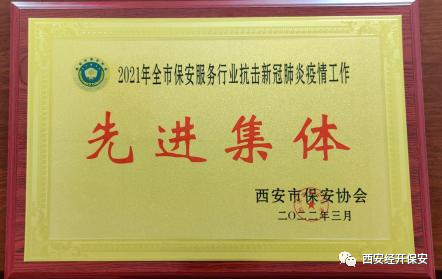 2021年全市保安服务行业抗击新冠肺炎疫情工作
先进集体
西安市保安协会
二〇二二年三月
西安经开保安